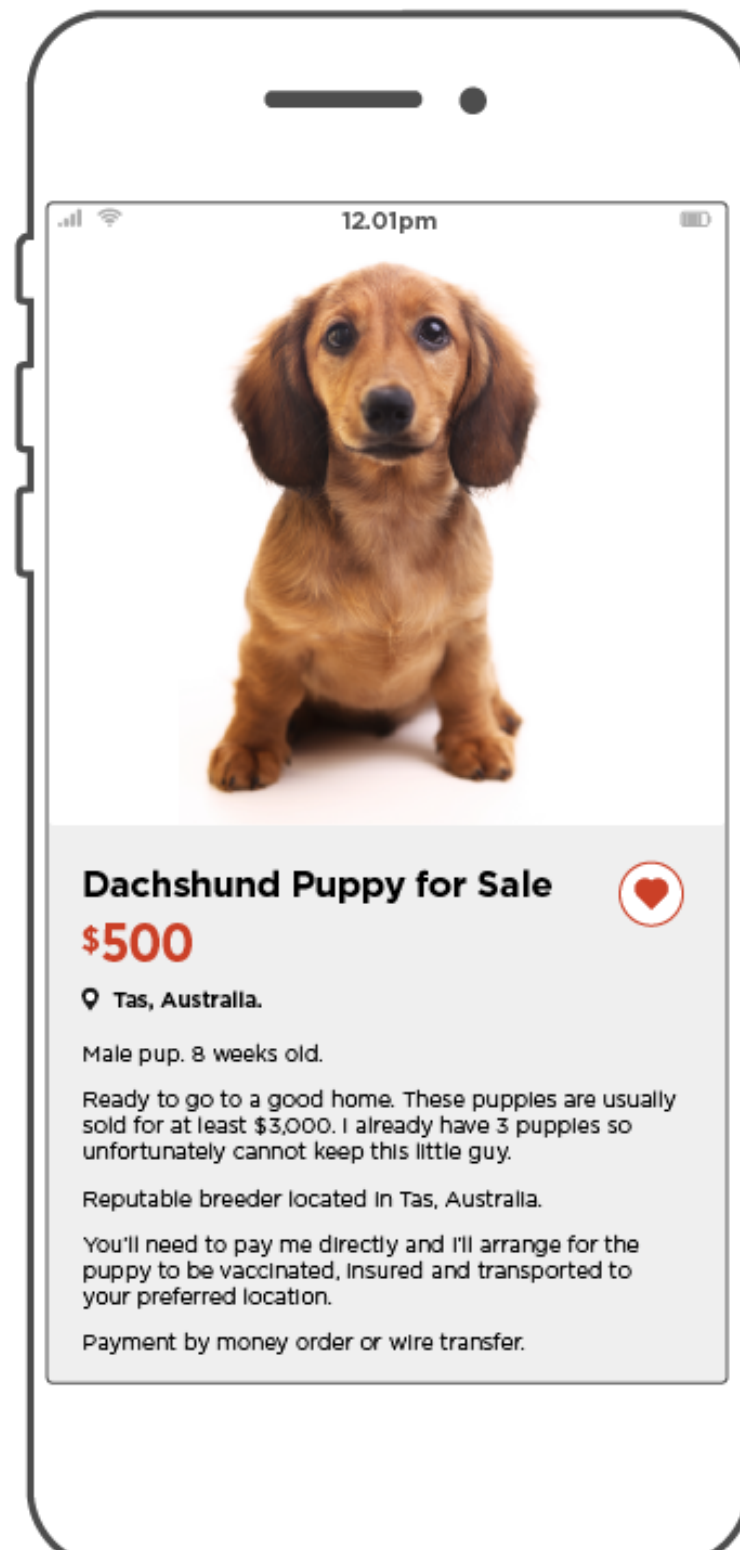 12.01pm
Dachshund Puppy for Sale
$500
Tas, Australia.
Male pup. 8 weeks old.
Ready to go to a good home. These puppies are usually
sold for at least $3,000. I already have 3 puppies so
unfortunately cannot keep this little guy.
Reputable breeder located in Tas, Australia.
You'll need to pay me directly and I'll arrange for the
puppy to be vaccinated, insured and transported to
your preferred location.
Payment by money order or wire transfer.